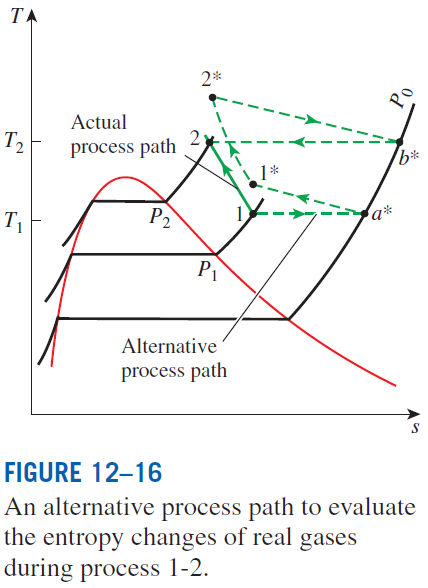 T
2*
P0
Actual
process path
T2
2
b*
1*
T1
P2
1
a*
P1
Alternative
process path
s
FIGURE 12–16
An alternative process path to evaluate
the entropy changes of real gases
during process 1-2.